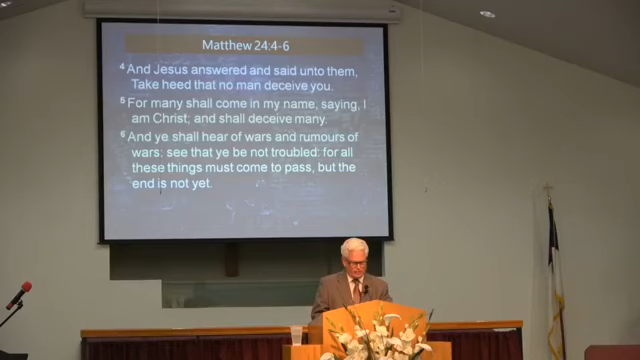 Matthew 24:4-6
4 And Jesus answered and said unto them,
Take heed that no man deceive you.
5 For many shall come in my name, saying, I
am Christ; and shall deceive many.
6 And ye shall hear of wars and rumours of
wars: see that ye be not troubled: for all
these things must come to pass, but the
end is not yet.